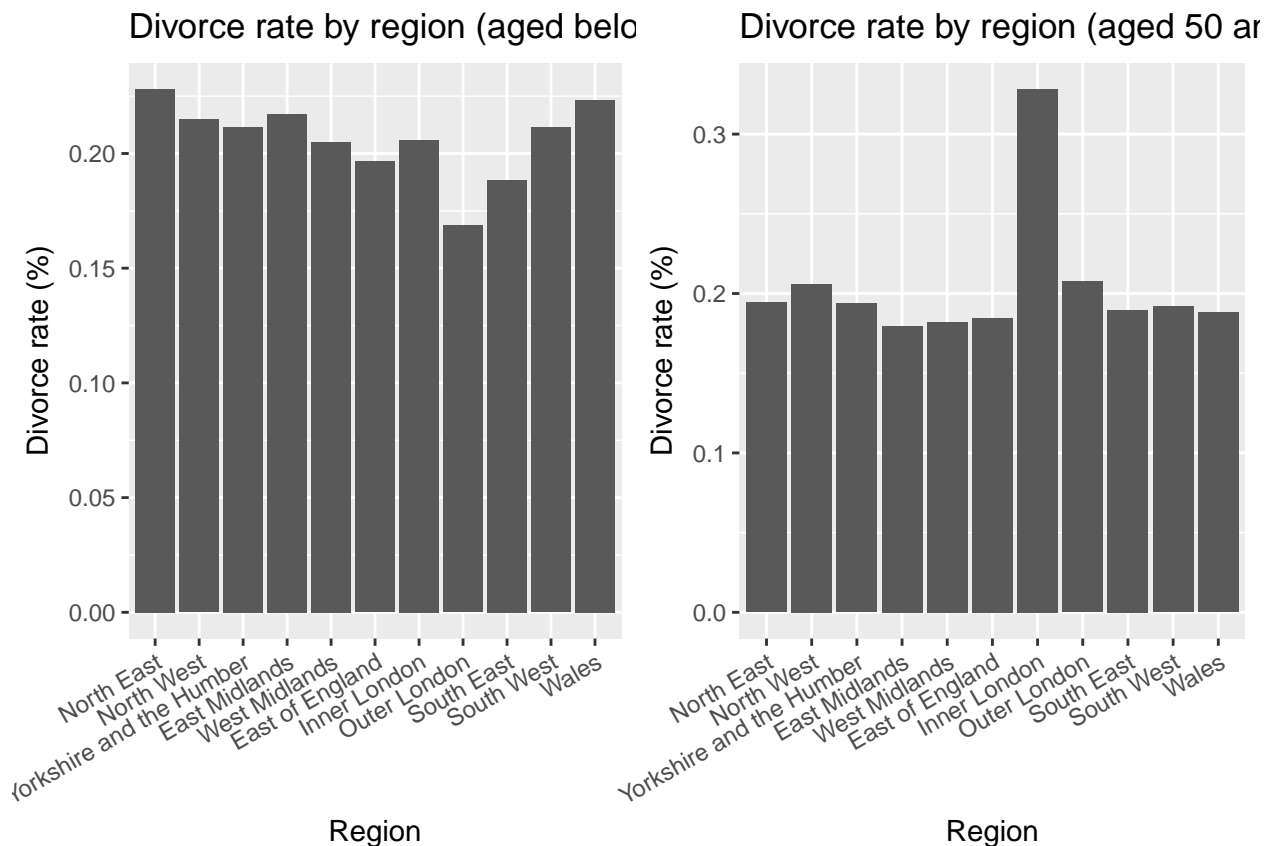 Divorce rate by region (aged belo
Divorce rate (%)
0.20
0.15
0.10
0.05
0.00
North East
North West
Yorkshire and the Humber
East Midlands
West Midlands
East of England
Inner London
Outer London
South East
South West
Wales
Region
Divorce rate by region (aged 50 an
Divorce rate (%)
0.3
0.2
0.1
0.0
North East
North West
Yorkshire and the Humber
East Midlands
West Midlands
East of England
Inner London
Outer London
South East
South West
Wales
Region